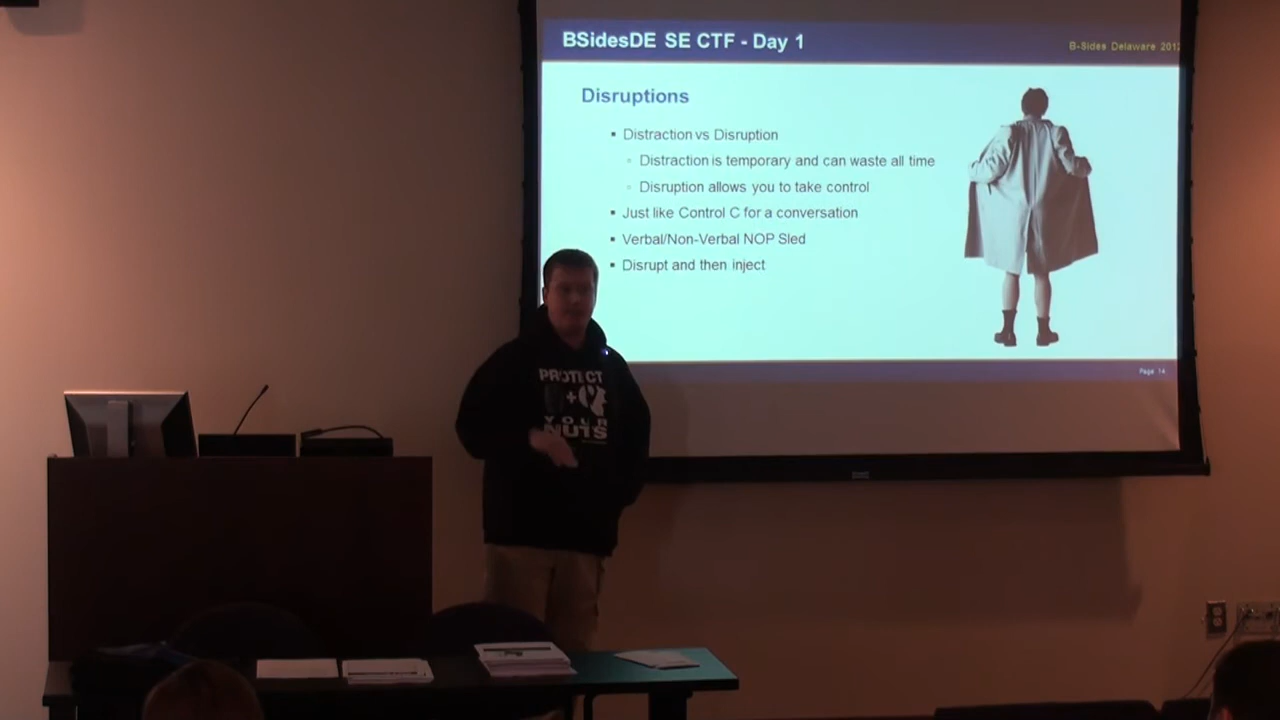 BSidesDE SE CTF - Day 1
B-Sides Delaware 2012
Disruptions
▪ Distraction vs Disruption
▫ Distraction is temporary and can waste all time
▫ Disruption allows you to take control
▪ Just like Control C for a conversation
▪ Verbal/Non-Verbal NOP Sled
▪ Disrupt and then inject
Page 14
PROTECT
+
YOUR
NUTS